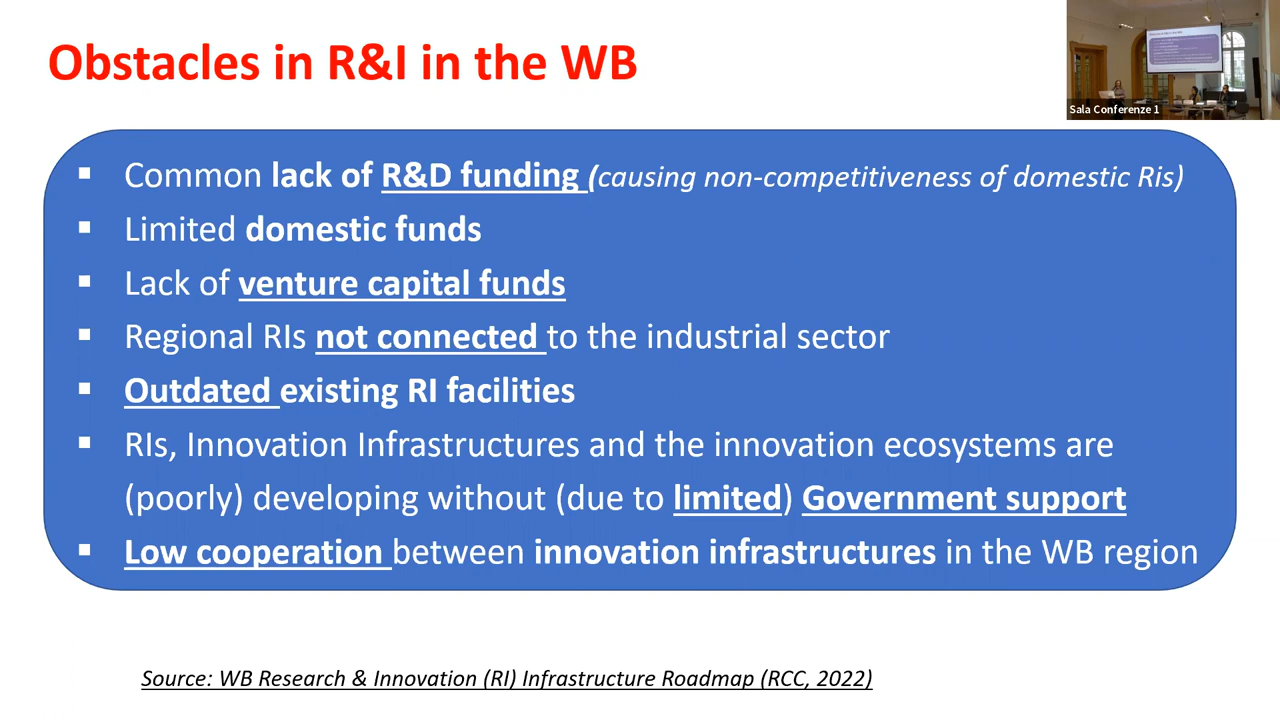 Obstacles in R&I in the WB
Sala Conferenze 1
▪ Common lack of R&D funding (causing non-competitiveness of domestic Ris)
▪ Limited domestic funds
▪ Lack of venture capital funds
▪ Regional RIs not connected to the industrial sector
▪ Outdated existing RI facilities
▪ RIs, Innovation Infrastructures and the innovation ecosystems are
(poorly) developing without (due to limited) Government support
▪ Low cooperation between innovation infrastructures in the WB region
Source: WB Research & Innovation (RI) Infrastructure Roadmap (RCC, 2022)